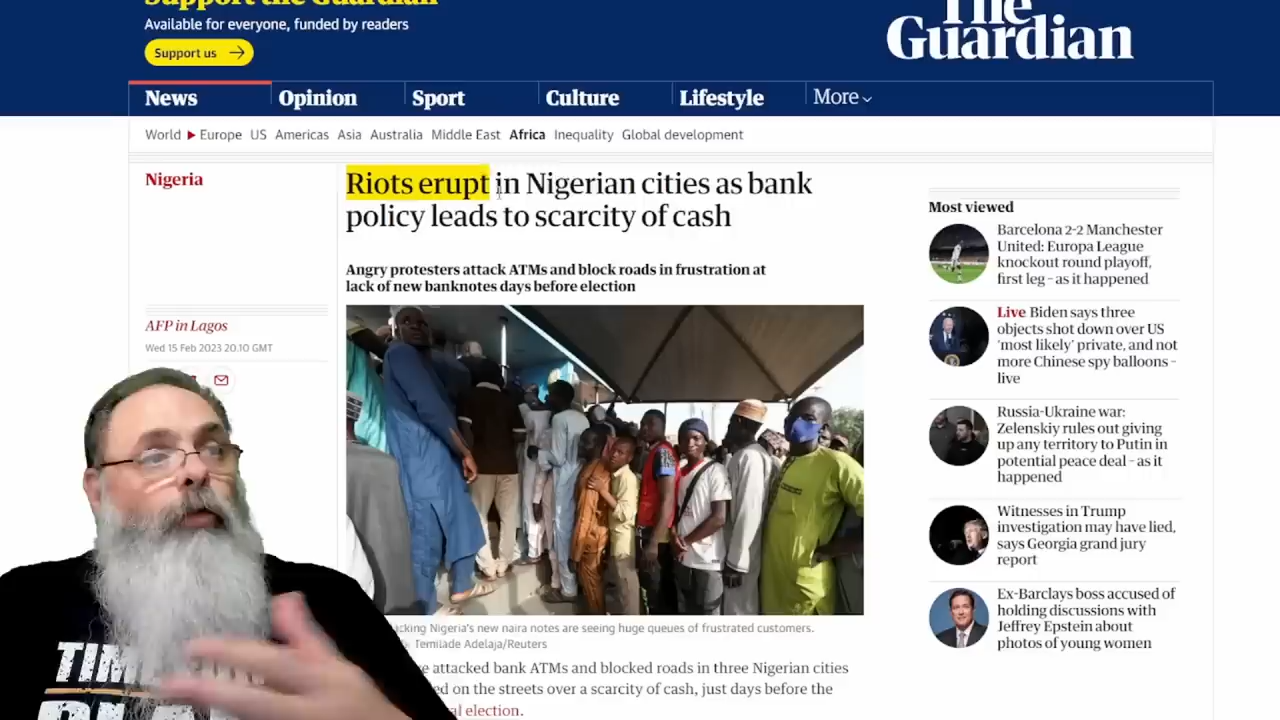 Support the Guardian
Available for everyone, funded by readers
Support us
The
Guardian
News
Opinion
Sport
Culture
Lifestyle
More
World
Europe
US
Americas
Asia
Australia
Middle East
Africa
Inequality
Global development
Nigeria
Riots erupt in Nigerian cities as bank
policy leads to scarcity of cash
Angry protesters attack ATMs and block roads in frustration at
lack of new banknotes days before election
AFP in Lagos
Wed 15 Feb 2023 20.10 GMT
Nigeria's new naira notes are seeing huge queues of frustrated customers.
Temilade Adelaja/Reuters
attacked bank ATMs and blocked roads in three Nigerian cities
on the streets over a scarcity of cash, just days before the
election.
Most viewed
Barcelona 2-2 Manchester
United: Europa League
knockout round playoff,
first leg – as it happened
Live Biden says three
objects shot down over US
'most likely' private, and not
more Chinese spy balloons –
live
Russia-Ukraine war:
Zelenskiy rules out giving
up any territory to Putin in
potential peace deal – as it
happened
Witnesses in Trump
investigation may have lied,
says Georgia grand jury
report
Ex-Barclays boss accused of
holding discussions with
Jeffrey Epstein about
photos of young women